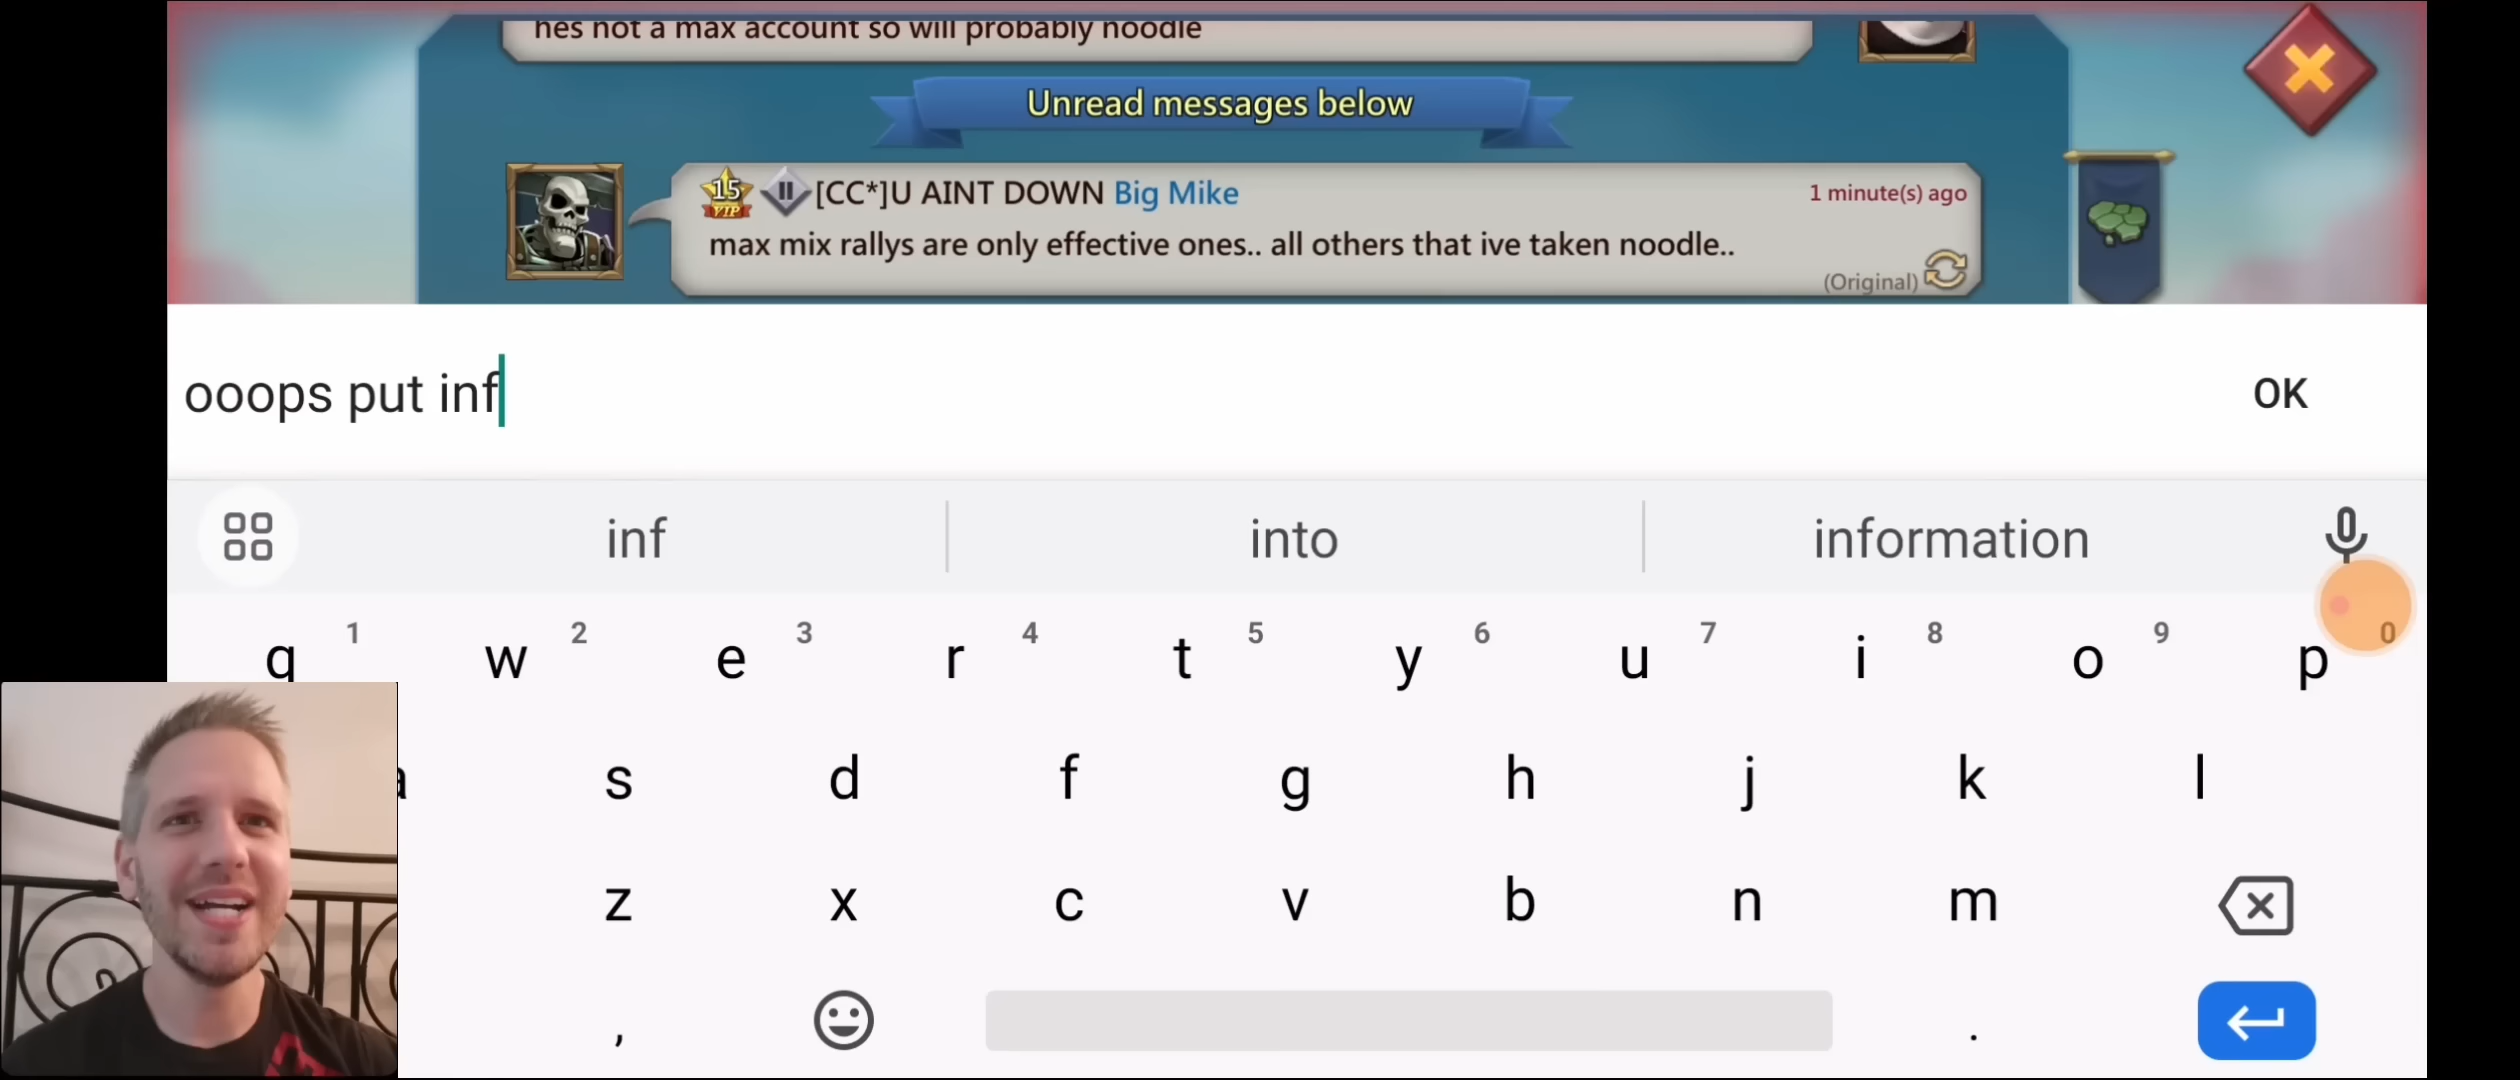 hes not a max account so will probably noodle
Unread messages below
15 VIP II [CC*]U AINT DOWN Big Mike 1 minute(s) ago
max mix rallys are only effective ones.. all others that ive taken noodle..
(Original)
ooops put inf OK
inf into information
q 1 w 2 e 3 r 4 t 5 y 6 u 7 i 8 o 9 p 0
a s d f g h j k l
z x c v b n m
, .